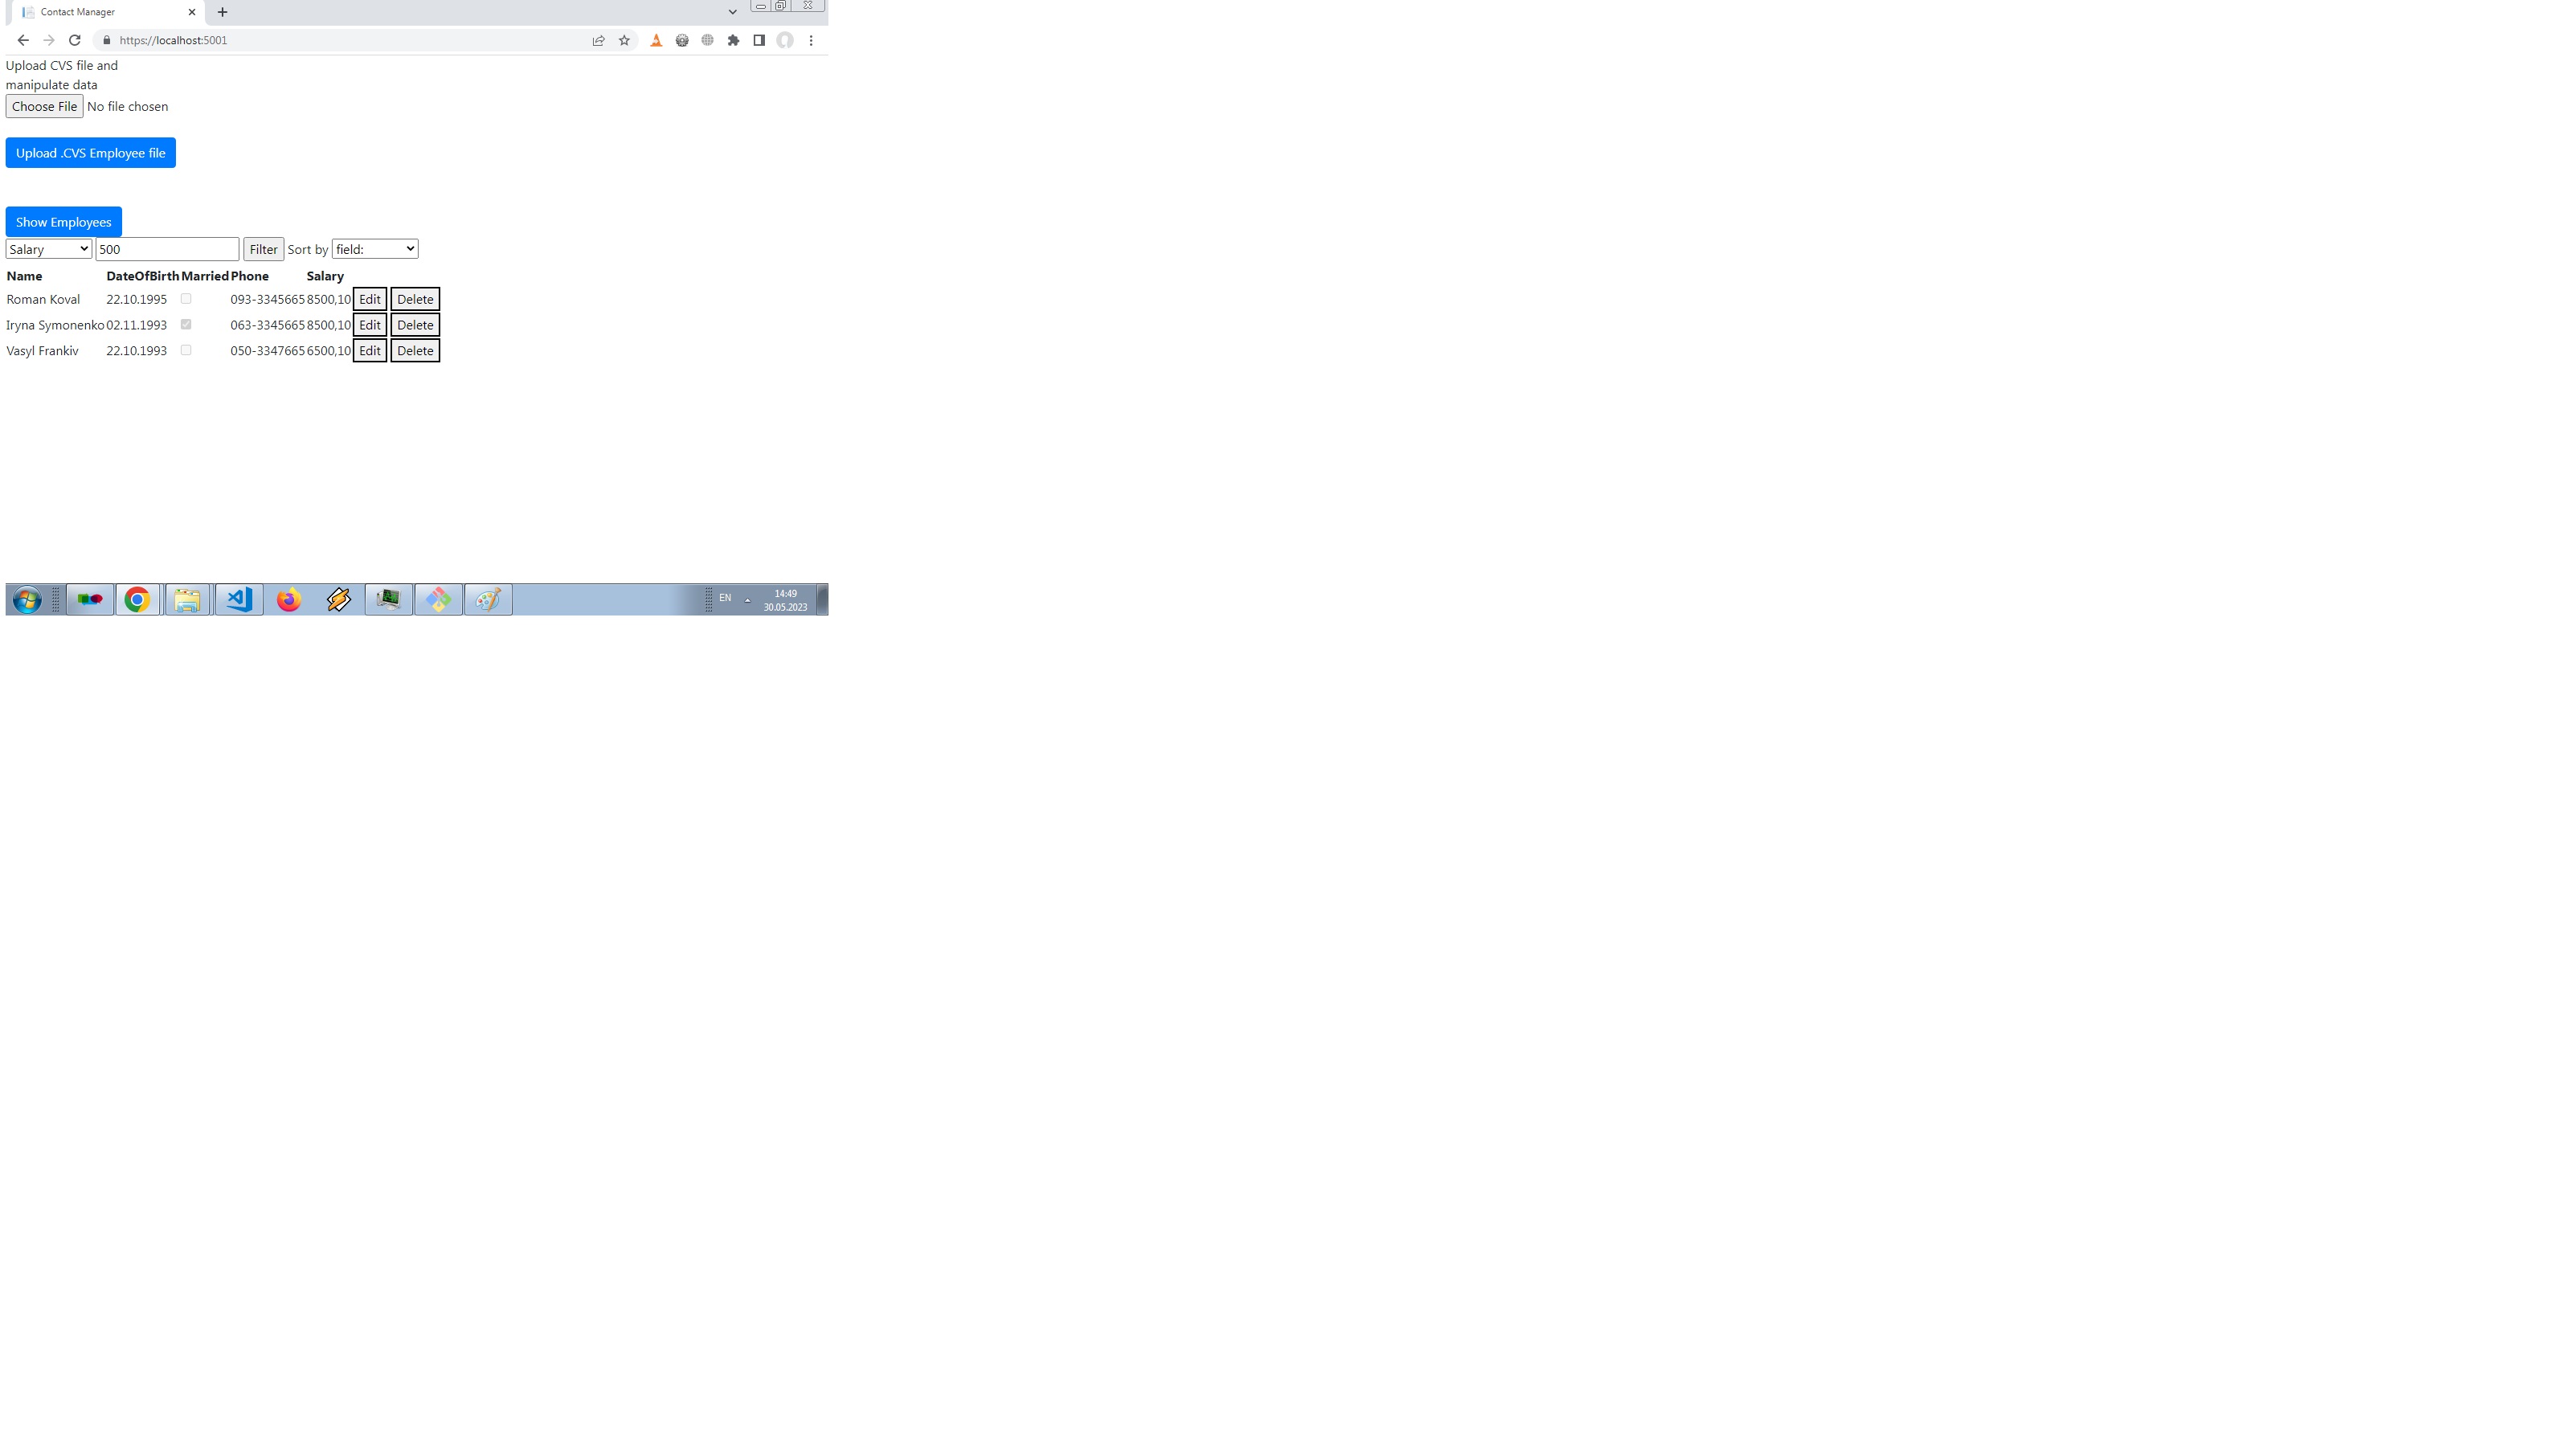 Contact Manager
https://localhost:5001
Upload CVS file and
manipulate data
Choose File No file chosen
Upload .CVS Employee file
Show Employees
Salary 500 Filter Sort by field:
Name DateOfBirth Married Phone Salary
Roman Koval 22.10.1995 093-3345665 8500,10 Edit Delete
Iryna Symonenko 02.11.1993 063-3345665 8500,10 Edit Delete
Vasyl Frankiv 22.10.1993 050-3347665 6500,10 Edit Delete
EN 14:49
30.05.2023